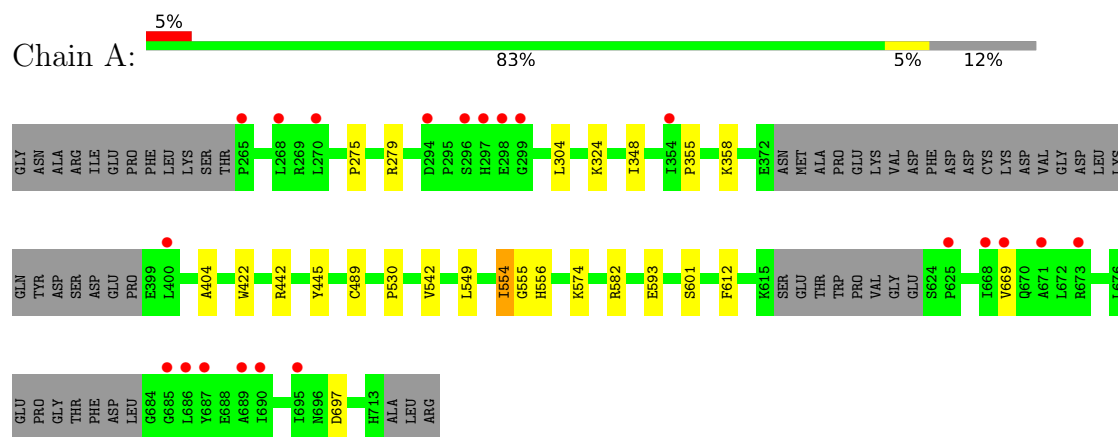 5%
Chain A:
83% 5% 12%
GLY ASN ALA ARG ILE GLU PRO PHE LEU LYS SER THR P265 L268 R269 L270 P275 R279 D294 P295 S296 H297 E298 G299 L304 K324 I348 I354 P355 K358 E372 ASN MET ALA PRO GLU LYS VAL ASP PHE ASP ASP CYS LYS ASP VAL GLY ASP LEU LYS
GLN TYR ASP SER ASP GLU PRO E399 L400 A404 W422 R442 Y445 C489 P530 V542 L549 I554 G555 H556 K574 R582 E593 S601 F612 K615 SER GLU THR TRP PRO VAL GLY GLU S624 P625 I668 V669 Q670 A671 L672 R673 L676
GLU PRO GLY THR PHE ASP LEU G684 G685 L686 Y687 E688 A689 I690 I695 N696 D697 H713 ALA LEU ARG